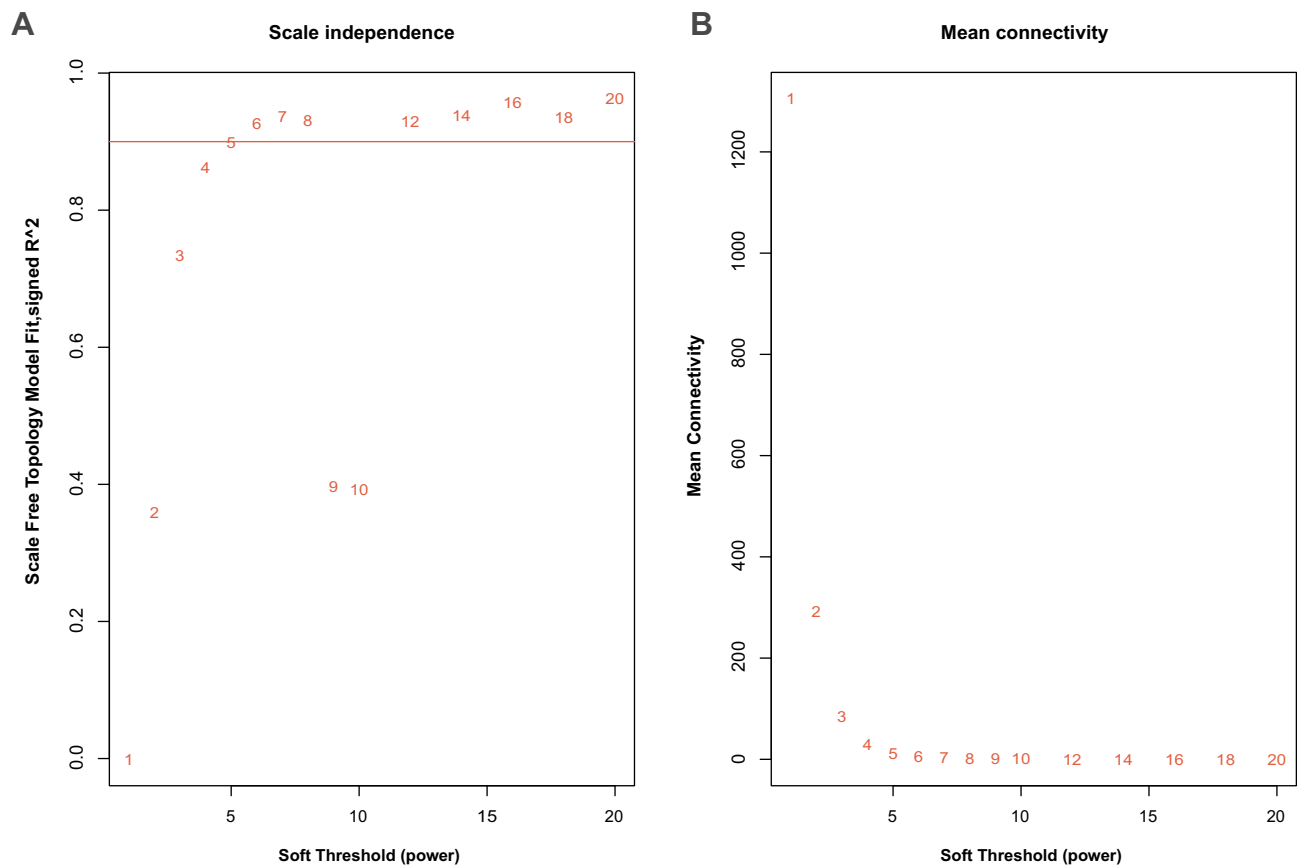 A
Scale independence
Scale Free Topology Model Fit,signed R^2
0.0 0.2 0.4 0.6 0.8 1.0
1 2 3 4 5 6 7 8 9 10 12 14 16 18 20
5 10 15 20
Soft Threshold (power)
B
Mean connectivity
Mean Connectivity
0 200 400 600 800 1000 1200
1 2 3 4 5 6 7 8 9 10 12 14 16 18 20
5 10 15 20
Soft Threshold (power)